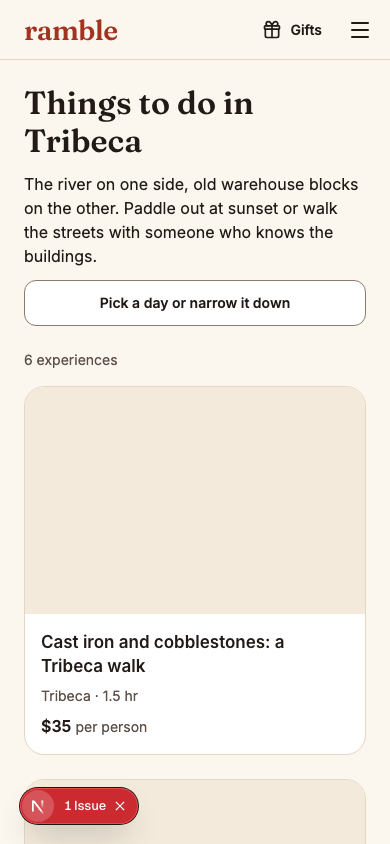 ramble
Gifts
Things to do in
Tribeca
The river on one side, old warehouse blocks
on the other. Paddle out at sunset or walk
the streets with someone who knows the
buildings.
Pick a day or narrow it down
6 experiences
Cast iron and cobblestones: a
Tribeca walk
Tribeca · 1.5 hr
$35 per person
N 1 Issue